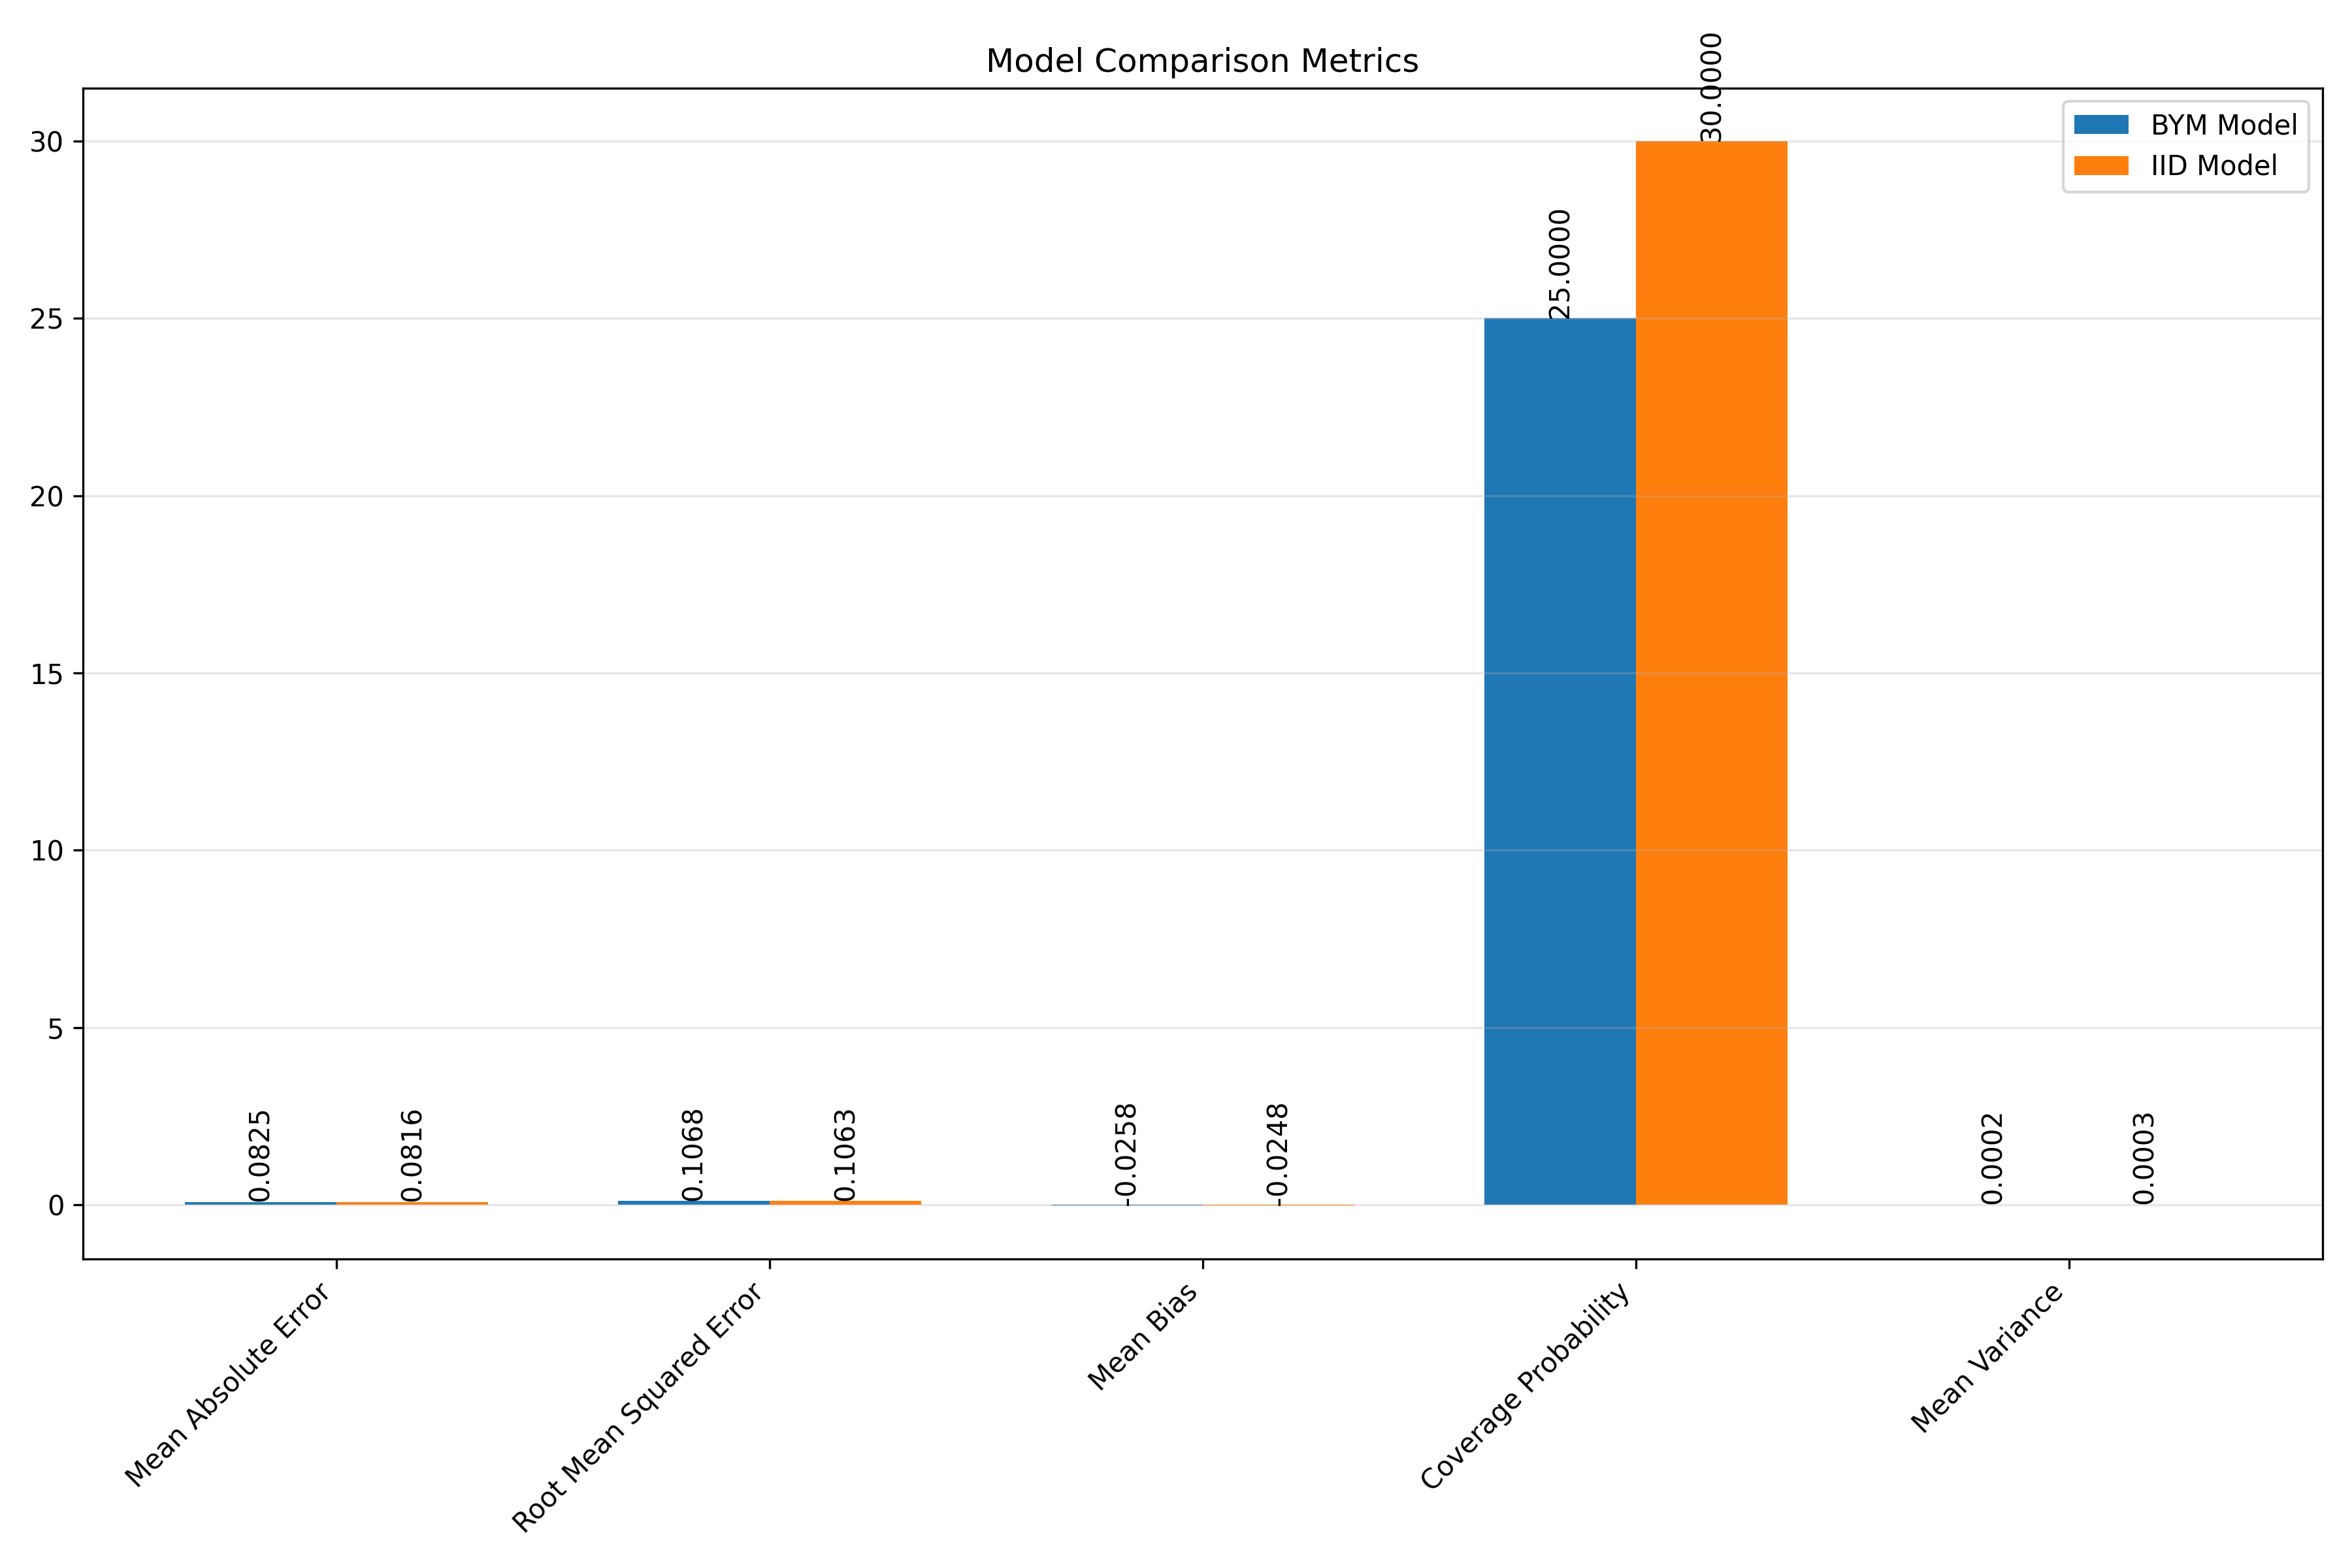 Model Comparison Metrics
BYM Model
IID Model
30
25
20
15
10
5
0
0.0825
0.0816
0.1068
0.1063
-0.0258
-0.0248
25.0000
30.0000
0.0002
0.0003
Mean Absolute Error
Root Mean Squared Error
Mean Bias
Coverage Probability
Mean Variance